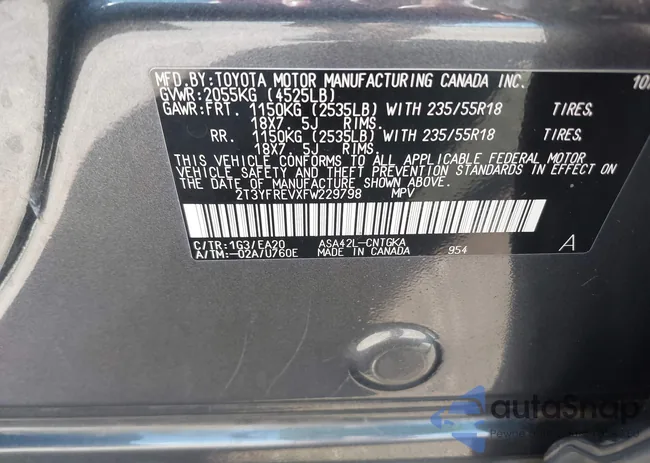 MFD.BY:TOYOTA MOTOR MANUFACTURING CANADA INC. 10/
GVWR:2055KG (4525LB)
GAWR:FRT. 1150KG (2535LB) WITH 235/55R18 TIRES.
18X7. 5J RIMS.
RR. 1150KG (2535LB) WITH 235/55R18 TIRES.
18X7. 5J RIMS.
THIS VEHICLE CONFORMS TO ALL APPLICABLE FEDERAL MOTOR
VEHICLE SAFETY AND THEFT PREVENTION STANDARDS IN EFFECT ON
THE DATE OF MANUFACTURE SHOWN ABOVE.
2T3YFREVXFW229798 MPV
C/TR:1G3/EA20 ASA42L-CNTGKA A
A/TM:-02A/U760E MADE IN CANADA 954
autoSnap